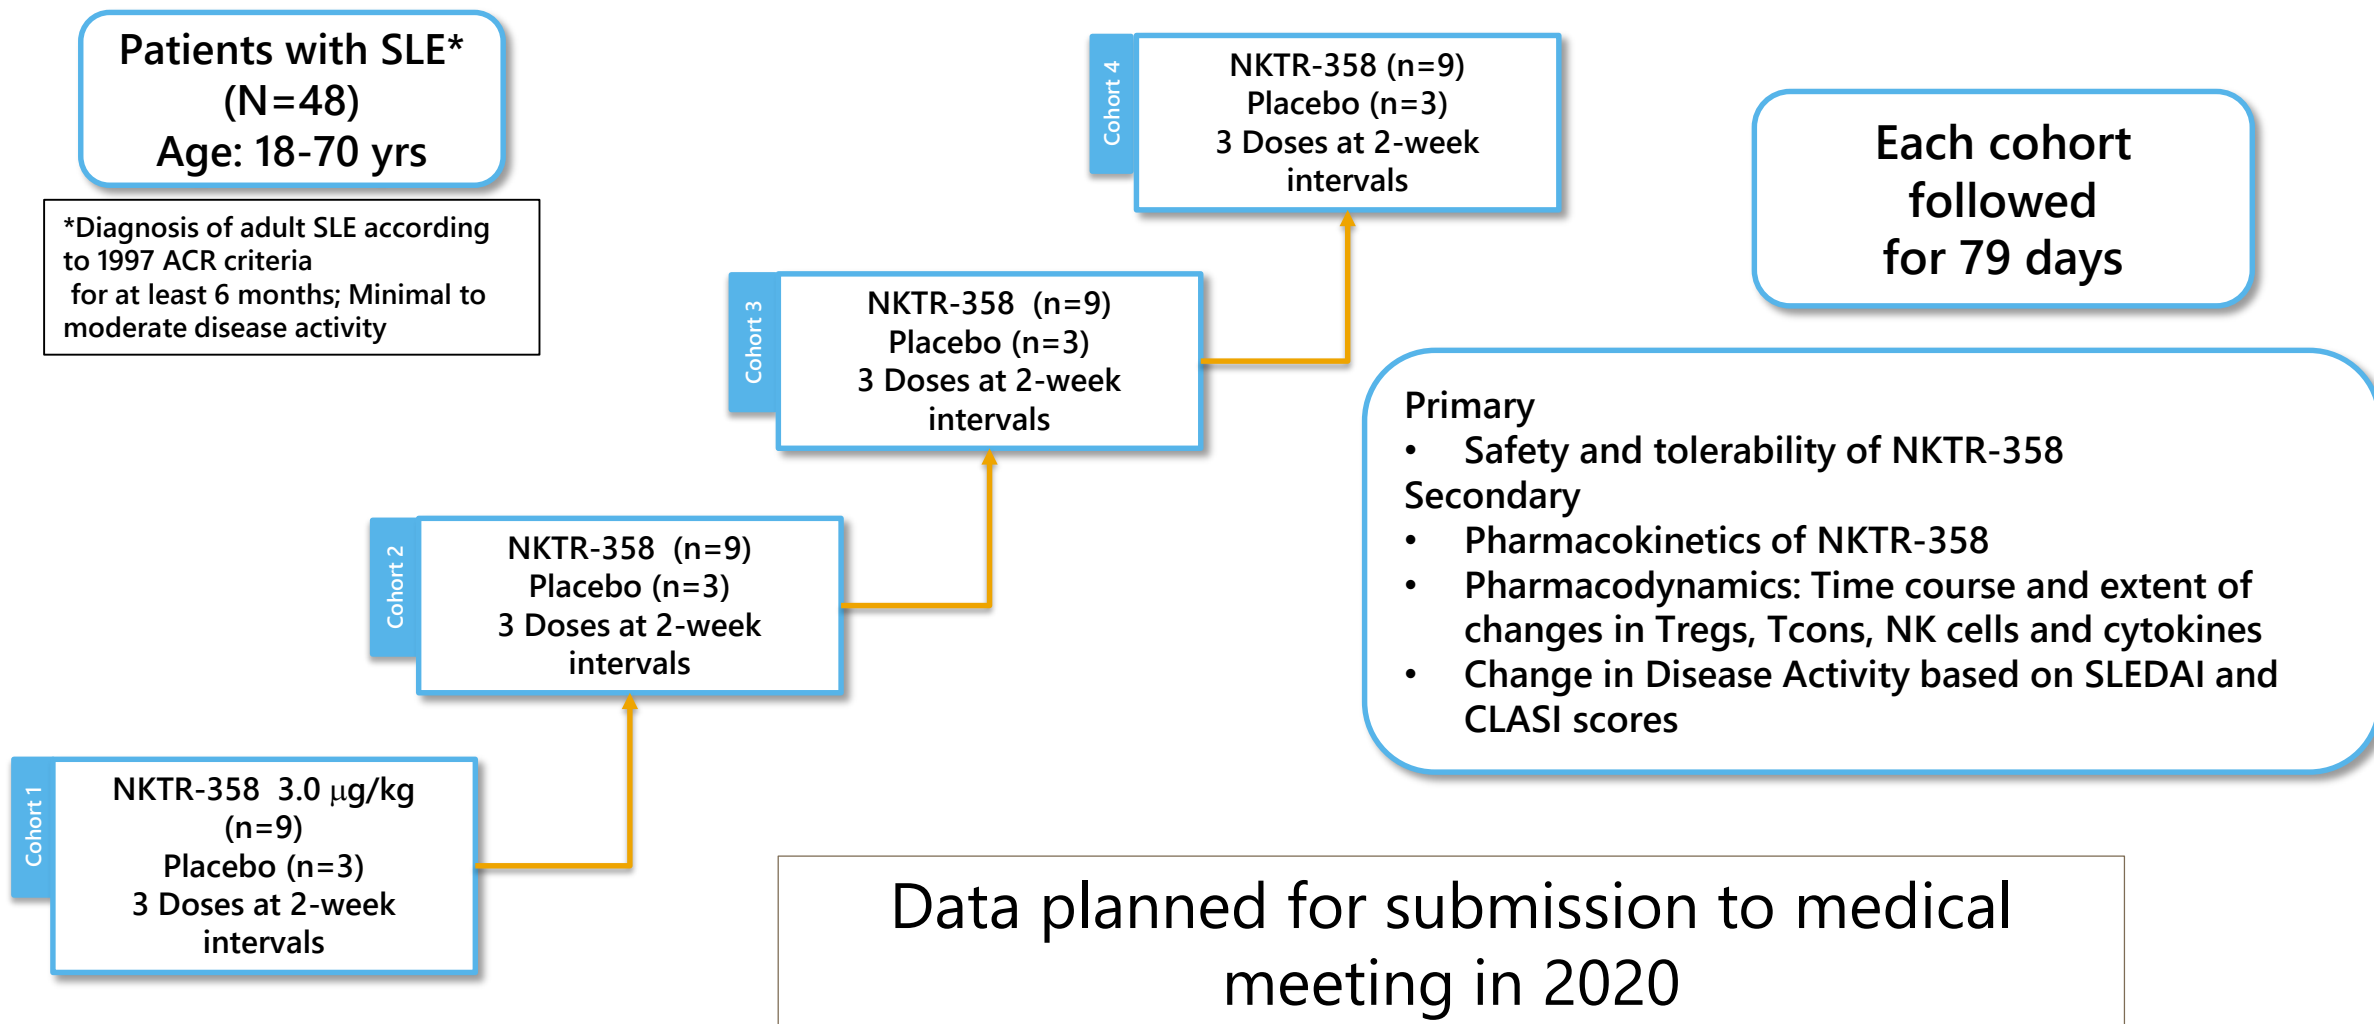 Patients with SLE*
(N=48)
Age: 18-70 yrs
*Diagnosis of adult SLE according
to 1997 ACR criteria
for at least 6 months; Minimal to
moderate disease activity
Cohort 1
NKTR-358 3.0 μg/kg
(n=9)
Placebo (n=3)
3 Doses at 2-week
intervals
Cohort 2
NKTR-358 (n=9)
Placebo (n=3)
3 Doses at 2-week
intervals
Cohort 3
NKTR-358 (n=9)
Placebo (n=3)
3 Doses at 2-week
intervals
Cohort 4
NKTR-358 (n=9)
Placebo (n=3)
3 Doses at 2-week
intervals
Each cohort
followed
for 79 days
Primary
• Safety and tolerability of NKTR-358
Secondary
• Pharmacokinetics of NKTR-358
• Pharmacodynamics: Time course and extent of
changes in Tregs, Tcons, NK cells and cytokines
• Change in Disease Activity based on SLEDAI and
CLASI scores
Data planned for submission to medical
meeting in 2020